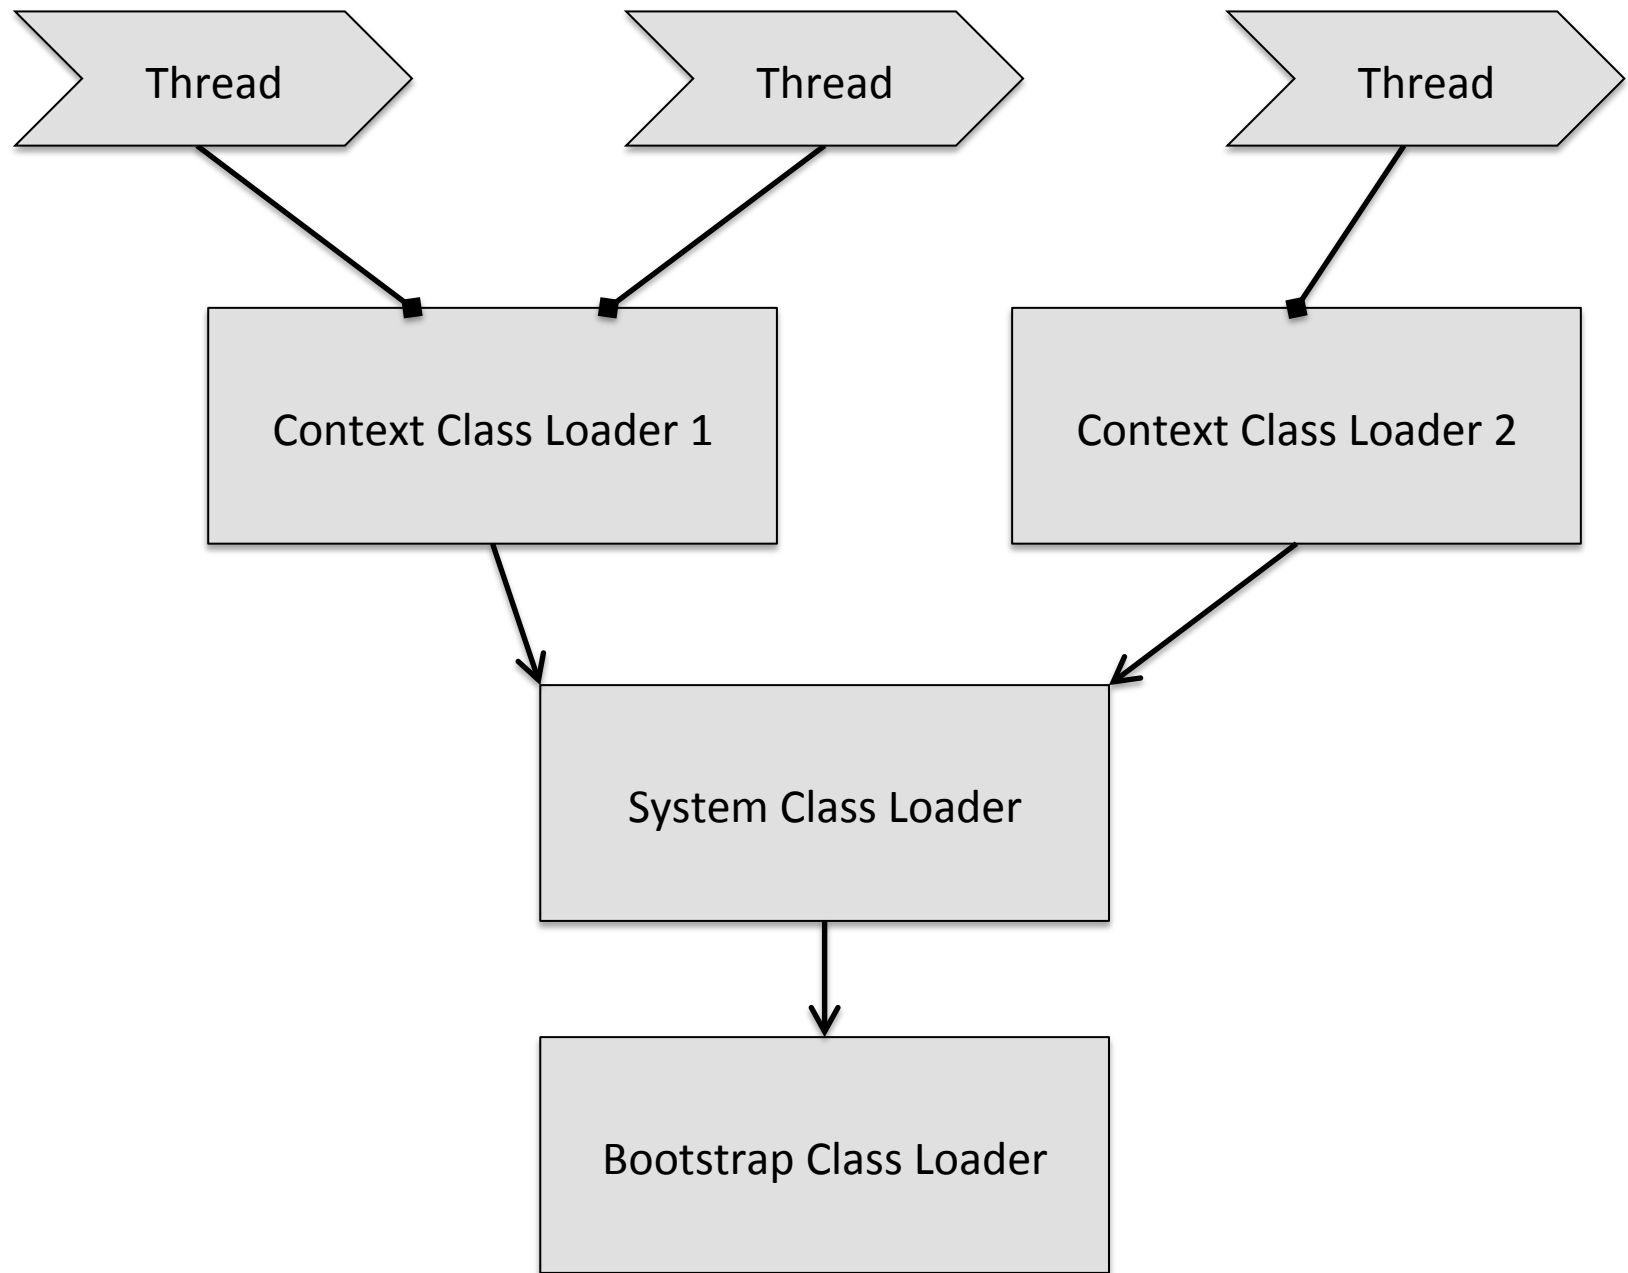 Thread
Thread
Thread
Context Class Loader 1
Context Class Loader 2
System Class Loader
Bootstrap Class Loader